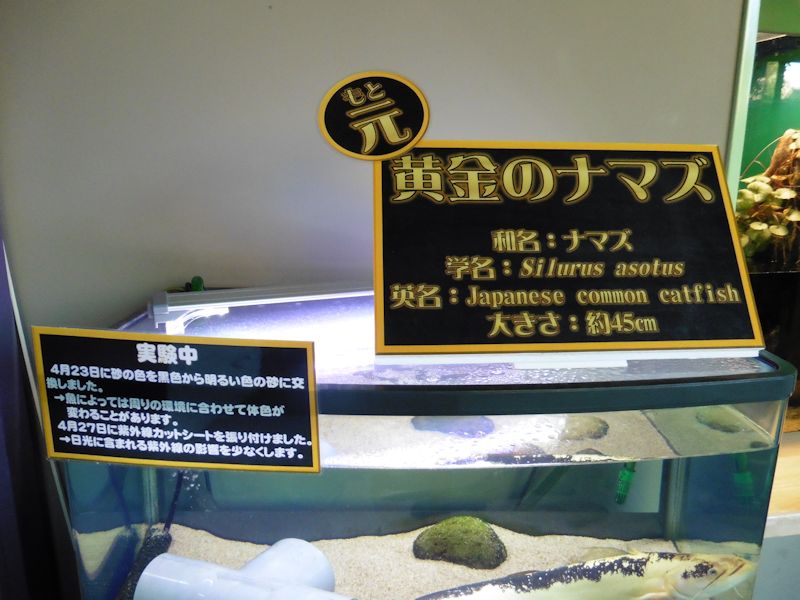 もと
元
黄金のナマズ
和名：ナマズ
学名：Silurus asotus
英名：Japanese common catfish
大きさ：約45㎝
実験中
4月23日に砂の色を黒色から明るい色の砂に交
換しました。
→魚によっては周りの環境に合わせて体色が
変わることがあります。
4月27日に紫外線カットシートを張り付けました。
→日光に含まれる紫外線の影響を少なくします。